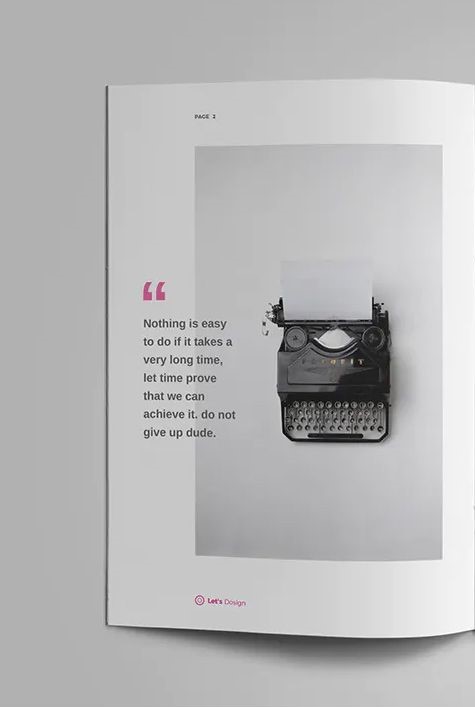 PAGE 2
Nothing is easy
to do if it takes a
very long time,
let time prove
that we can
achieve it. do not
give up dude.
Let's Design